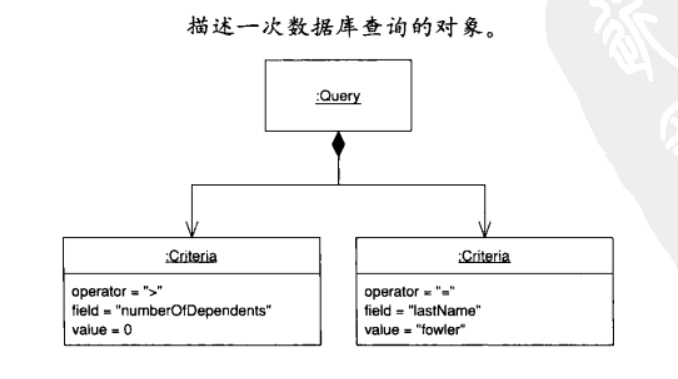 描述一次数据库查询的对象。
:Query
:Criteria
operator = ">"
field = "numberOfDependents"
value = 0
:Criteria
operator = "="
field = "lastName"
value = "fowler"